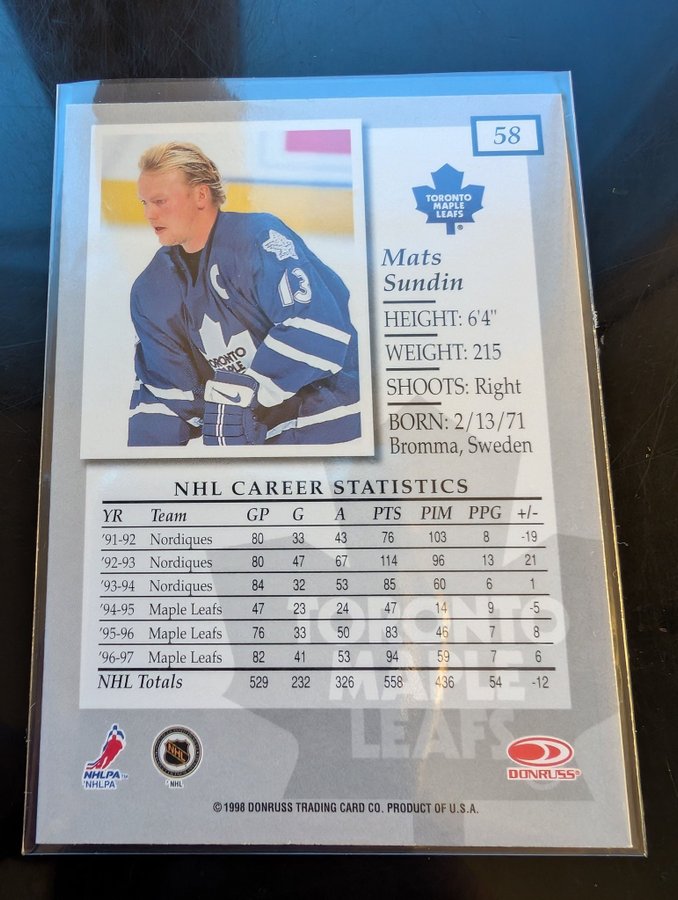 58
TORONTO
MAPLE
LEAFS
®
Mats
Sundin
HEIGHT: 6'4"
WEIGHT: 215
SHOOTS: Right
BORN: 2/13/71
Bromma, Sweden
C
13
TORONTO
MAPLE
NHL CAREER STATISTICS
YR Team GP G A PTS PIM PPG +/-
'91-92 Nordiques 80 33 43 76 103 8 -19
'92-93 Nordiques 80 47 67 114 96 13 21
'93-94 Nordiques 84 32 53 85 60 6 1
'94-95 Maple Leafs 47 23 24 47 14 9 -5
'95-96 Maple Leafs 76 33 50 83 46 7 8
'96-97 Maple Leafs 82 41 53 94 59 7 6
NHL Totals 529 232 326 558 436 54 -12
TORONTO
MAPLE
LEAFS
NHLPA™
©NHLPA
NHL
©NHL
DONRUSS®
©1998 DONRUSS TRADING CARD CO. PRODUCT OF U.S.A.